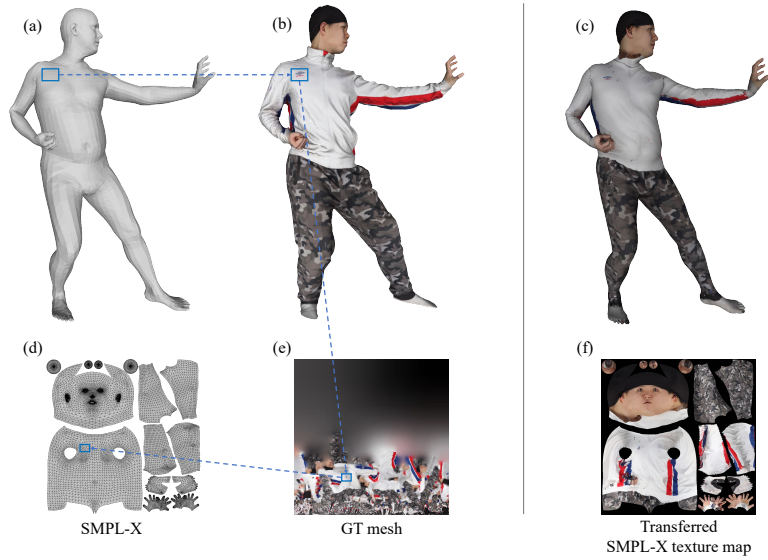 (a)
(b)
(c)
(d)
(e)
(f)
SMPL-X
GT mesh
Transferred
SMPL-X texture map